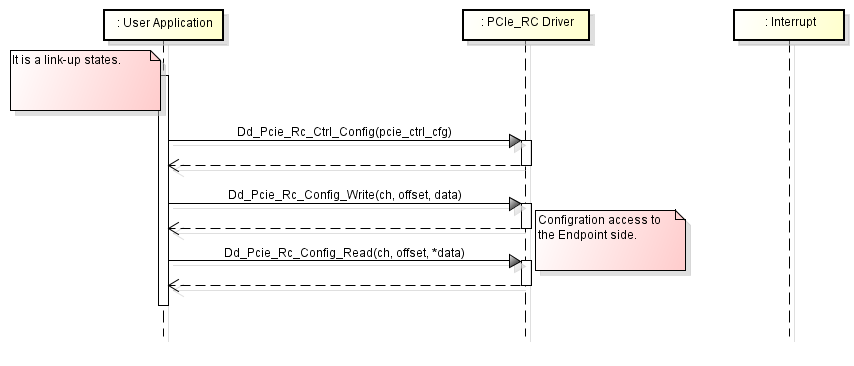 : User Application
: PCIe_RC Driver
: Interrupt
It is a link-up states.
Dd_Pcie_Rc_Ctrl_Config(pcie_ctrl_cfg)
Dd_Pcie_Rc_Config_Write(ch, offset, data)
Configration access to
the Endpoint side.
Dd_Pcie_Rc_Config_Read(ch, offset, *data)